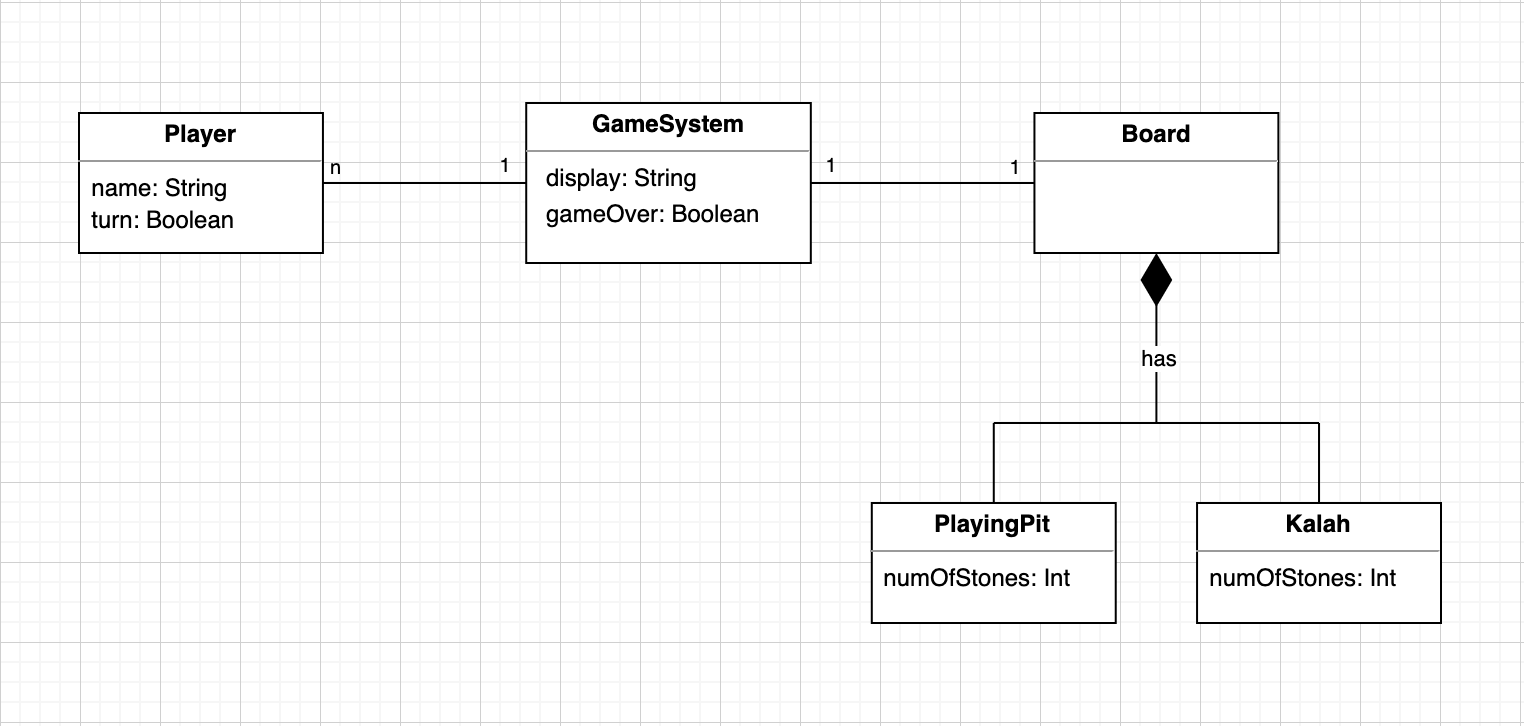 Player
name: String
turn: Boolean
n
1
GameSystem
display: String
gameOver: Boolean
1
1
Board
has
PlayingPit
numOfStones: Int
Kalah
numOfStones: Int